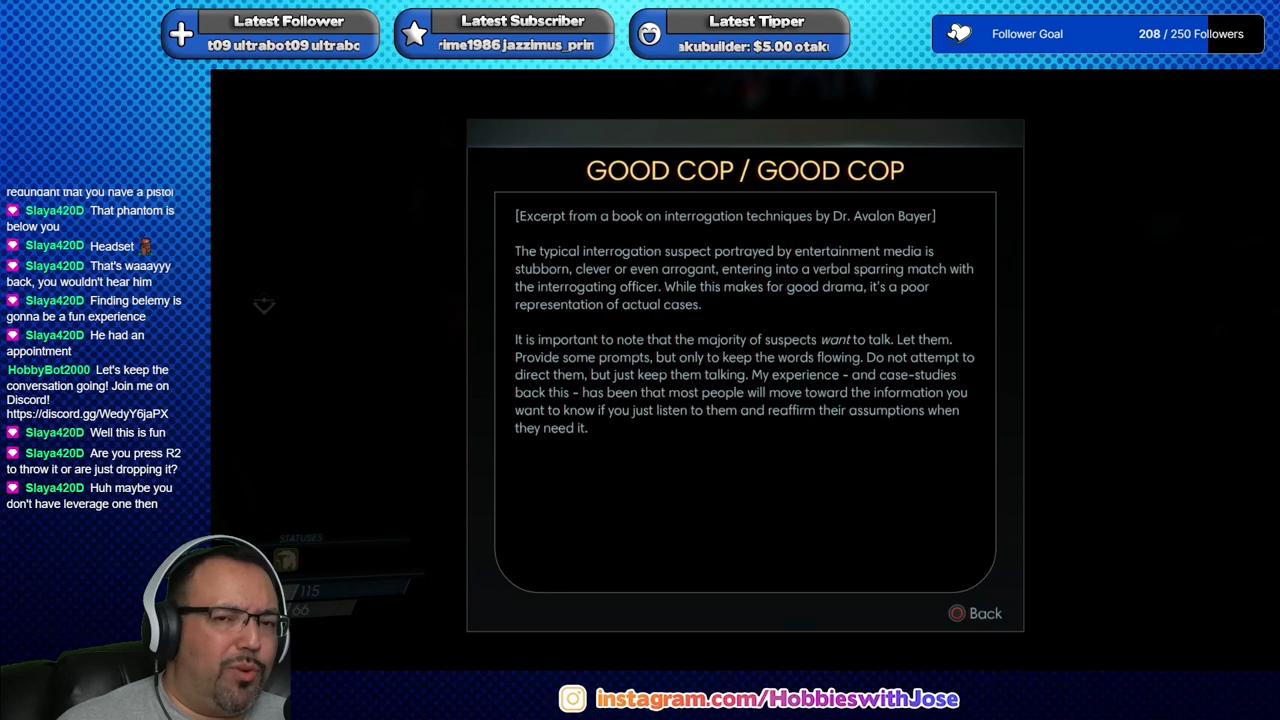 Latest Follower
t09 ultrabot09 ultrabo
Latest Subscriber
rime1986 jazzimus_prin
Latest Tipper
akubuilder: $5.00 otaku
Follower Goal
208 / 250 Followers
redundant that you have a pistol
Slaya420D That phantom is
below you
Slaya420D Headset
Slaya420D That's waaayyy
back, you wouldn't hear him
Slaya420D Finding belemy is
gonna be a fun experience
Slaya420D He had an
appointment
HobbyBot2000 Let's keep the
conversation going! Join me on
Discord!
https://discord.gg/WedyY6jaPX
Slaya420D Well this is fun
Slaya420D Are you press R2
to throw it or are just dropping it?
Slaya420D Huh maybe you
don't have leverage one then
GOOD COP / GOOD COP
[Excerpt from a book on interrogation techniques by Dr. Avalon Bayer]
The typical interrogation suspect portrayed by entertainment media is
stubborn, clever or even arrogant, entering into a verbal sparring match with
the interrogating officer. While this makes for good drama, it's a poor
representation of actual cases.
It is important to note that the majority of suspects want to talk. Let them.
Provide some prompts, but only to keep the words flowing. Do not attempt to
direct them, but just keep them talking. My experience - and case-studies
back this - has been that most people will move toward the information you
want to know if you just listen to them and reaffirm their assumptions when
they need it.
Back
STATUSES
/115
/66
instagram.com/HobbieswithJose